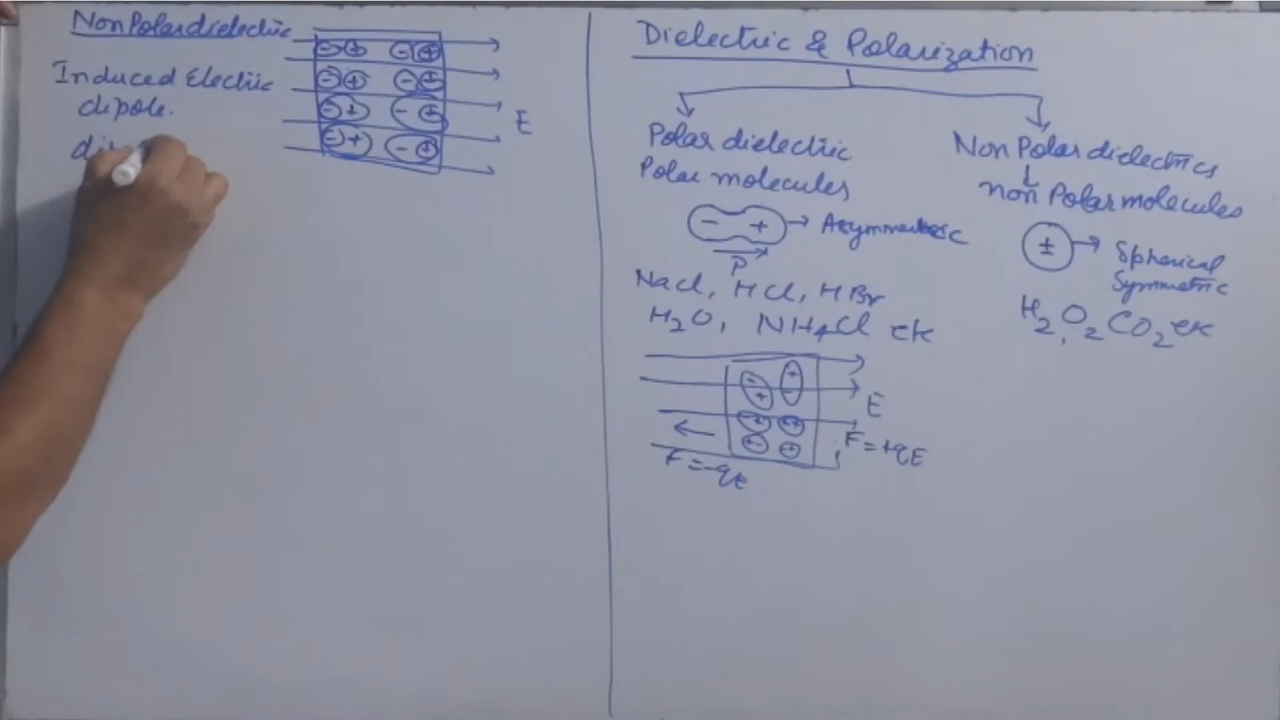 Non Polar dielectric
Induced Electric
dipole.
E
Dielectric & Polarization
Polar dielectric
Polar molecules
- + → Asymmetric
P
NaCl, HCl, HBr
H2O, NH4Cl etc
E
F=+qE
F=-qE
Non Polar dielectrics
non Polar molecules
± → Spherical
Symmetric
H2, O2 CO2 etc